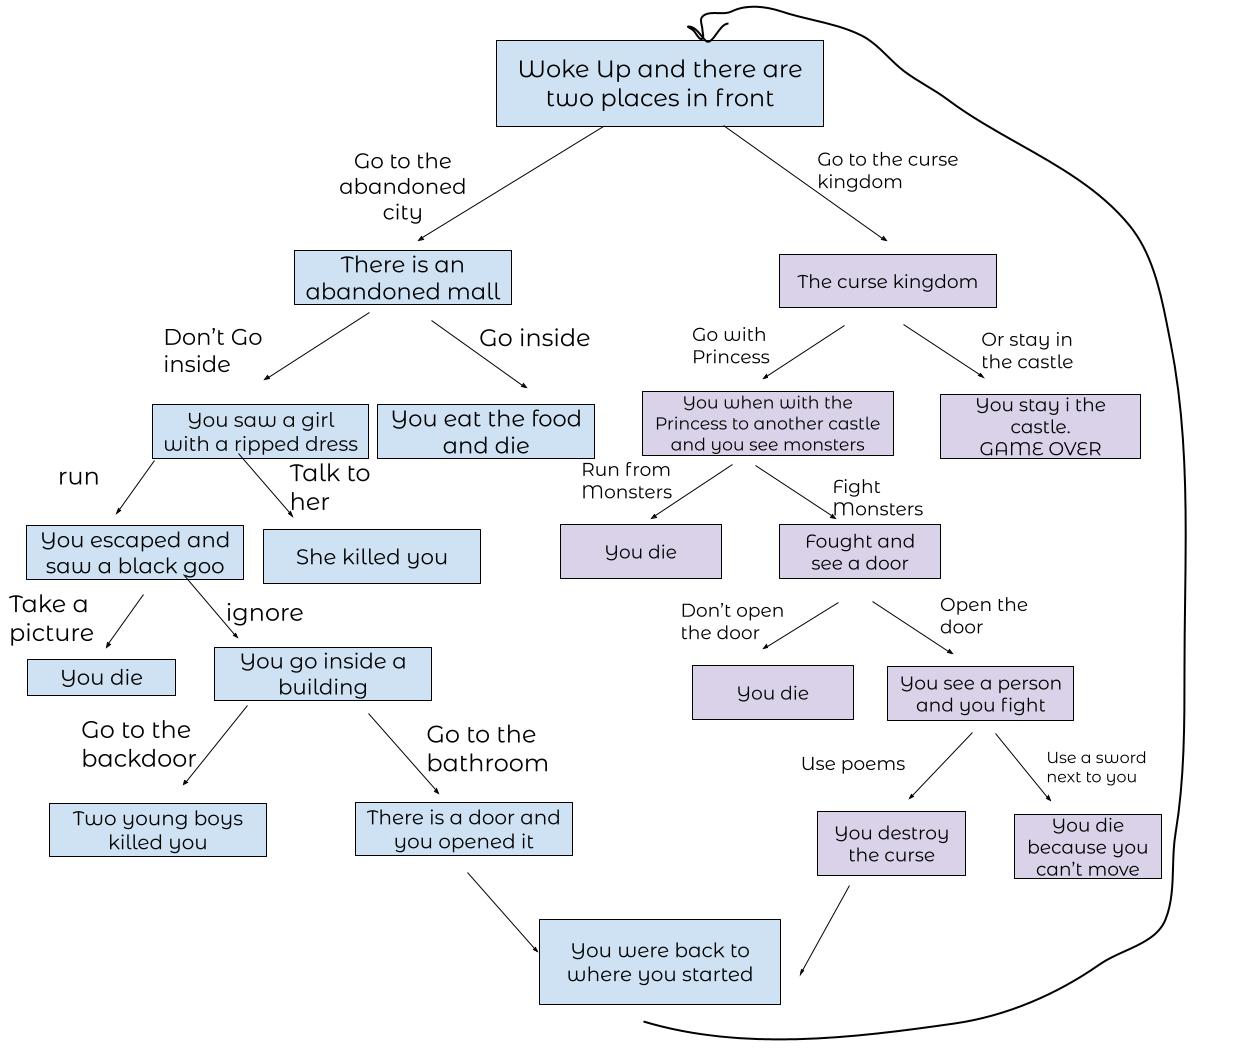 Woke Up and there are
two places in front
Go to the
abandoned
city
Go to the curse
kingdom
There is an
abandoned mall
The curse kingdom
Don't Go
inside
Go inside
Go with
Princess
Or stay in
the castle
You saw a girl
with a ripped dress
You eat the food
and die
You when with the
Princess to another castle
and you see monsters
You stay i the
castle.
GAME OVER
run
Talk to
her
Run from
Monsters
Fight
Monsters
You escaped and
saw a black goo
She killed you
You die
Fought and
see a door
Take a
picture
ignore
Don't open
the door
Open the
door
You die
You go inside a
building
You die
You see a person
and you fight
Go to the
backdoor
Go to the
bathroom
Use poems
Use a sword
next to you
Two young boys
killed you
There is a door and
you opened it
You destroy
the curse
You die
because you
can't move
You were back to
where you started